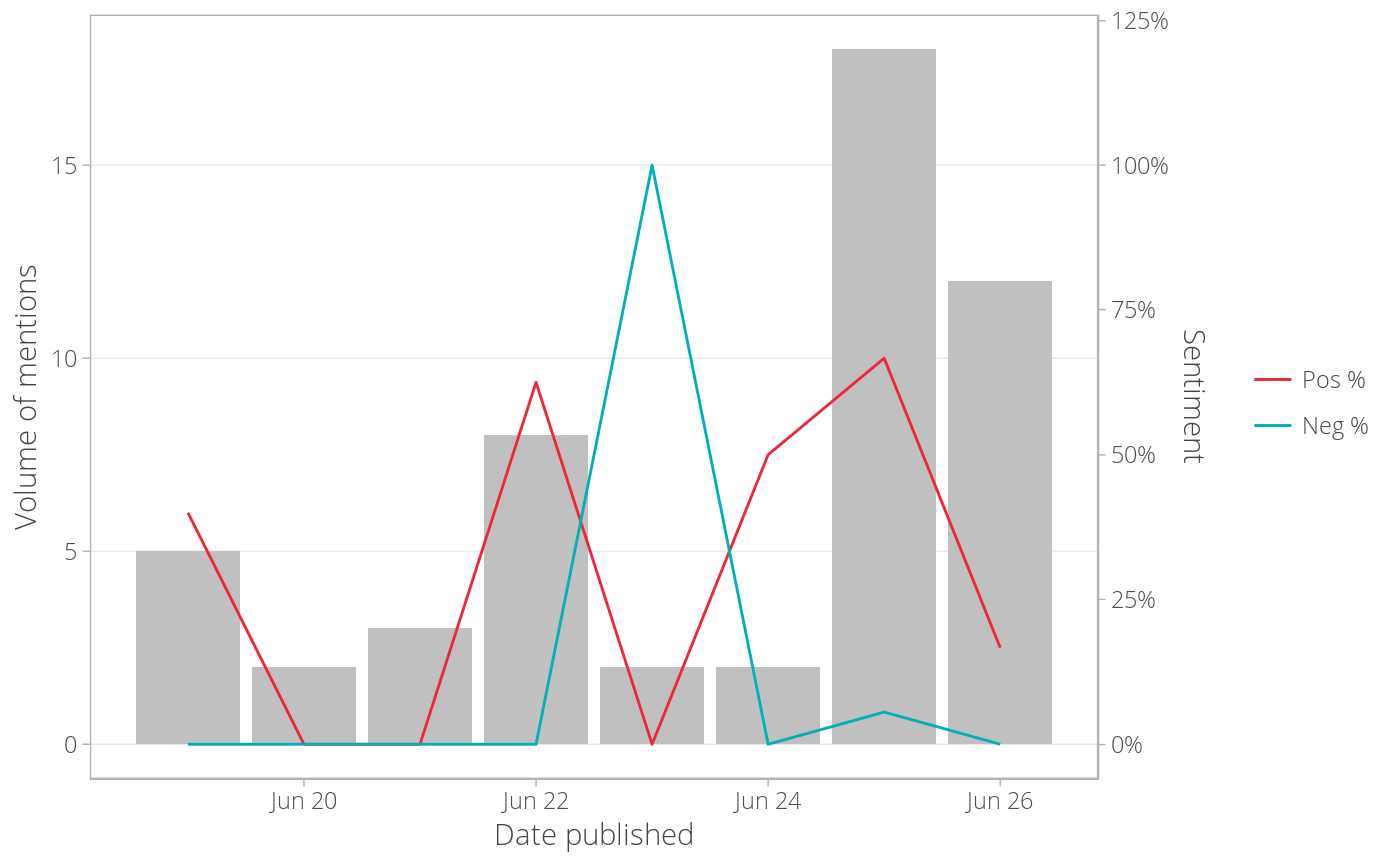 125%
15
100%
75%
10
50%
5
25%
0
0%
Volume of mentions
Sentiment
Pos %
Neg %
Jun 20
Jun 22
Jun 24
Jun 26
Date published